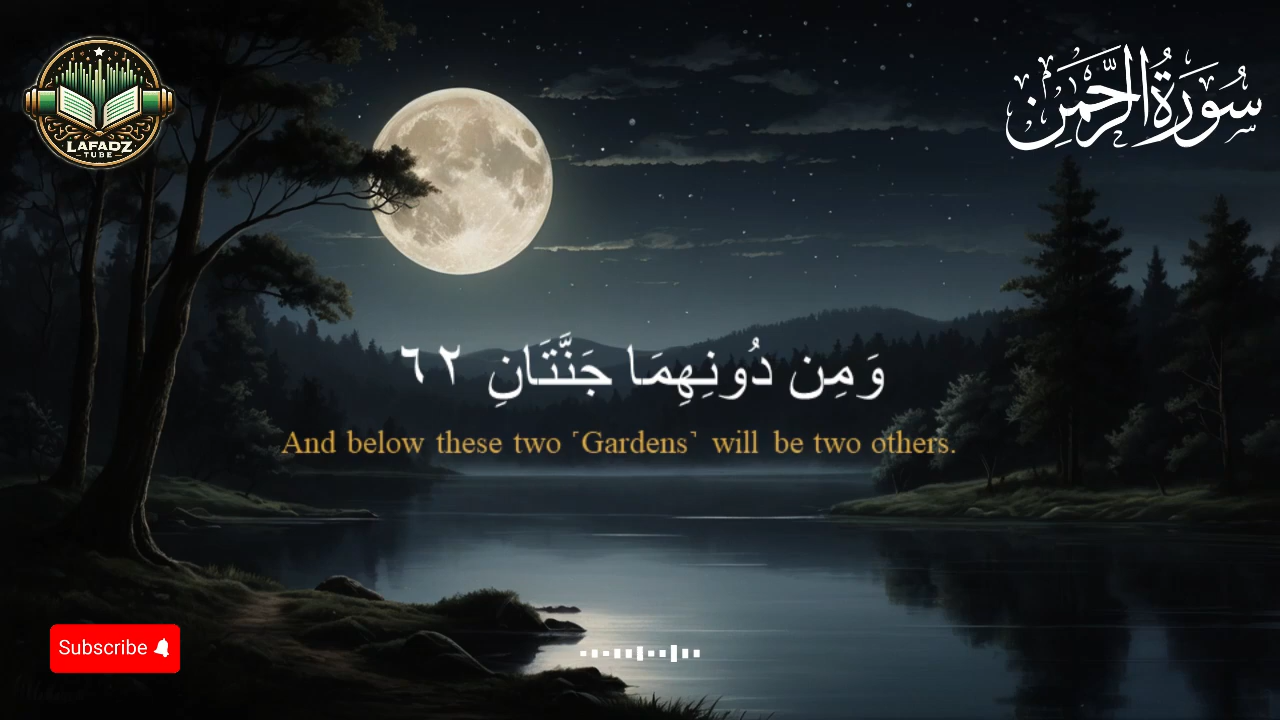 LAFADZ
TUBE
سُورَةُ الرَّحْمَٰن
وَمِن دُونِهِمَا جَنَّتَانِ ٦٢
And below these two ˹Gardens˺ will be two others.
Subscribe